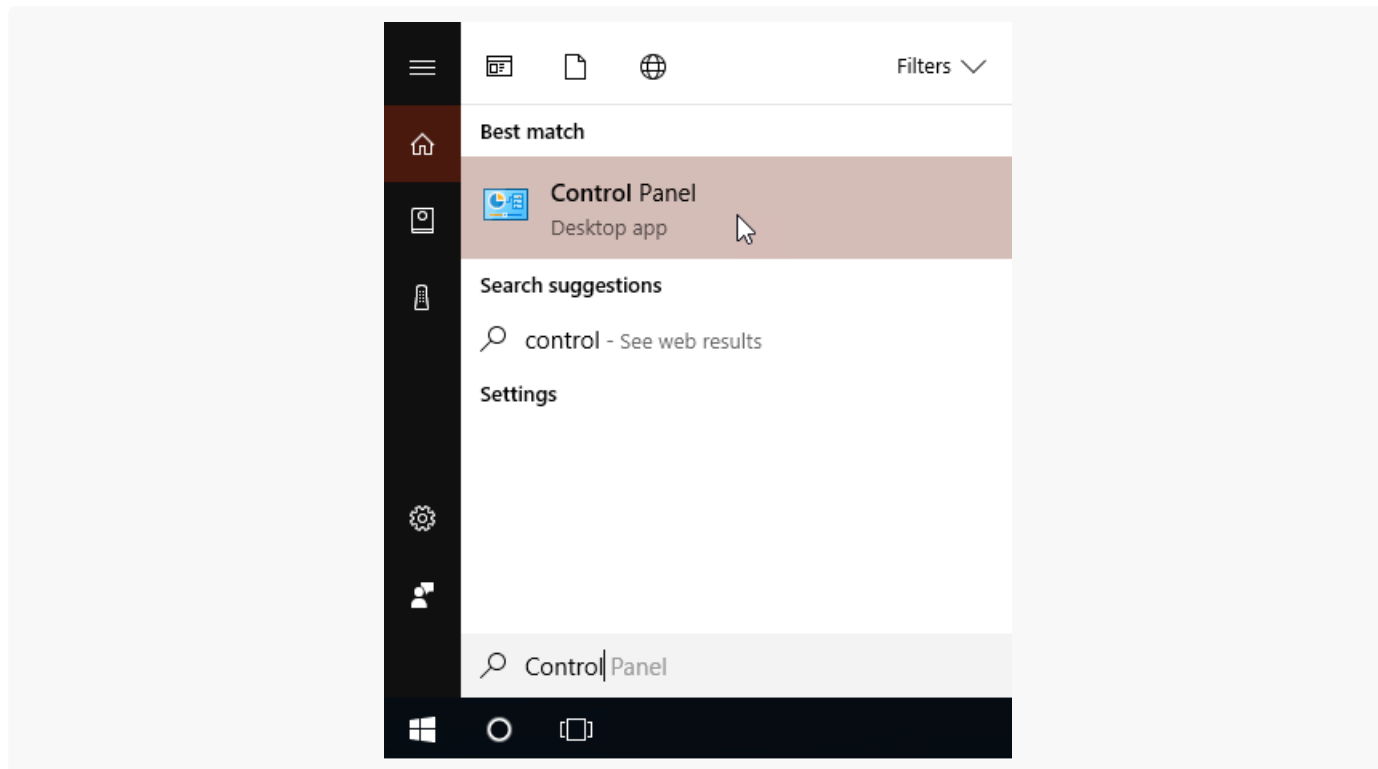 Filters
Best match
Control Panel
Desktop app
Search suggestions
control - See web results
Settings
Control Panel